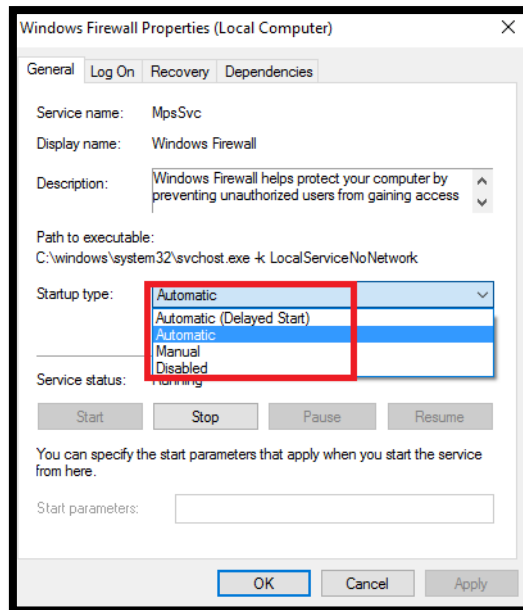 Windows Firewall Properties (Local Computer)
General Log On Recovery Dependencies
Service name: MpsSvc
Display name: Windows Firewall
Description: Windows Firewall helps protect your computer by
preventing unauthorized users from gaining access
Path to executable:
C:\windows\system32\svchost.exe -k LocalServiceNoNetwork
Startup type: Automatic
Automatic (Delayed Start)
Automatic
Manual
Disabled
Service status: Running
Start Stop Pause Resume
You can specify the start parameters that apply when you start the service
from here.
Start parameters:
OK Cancel Apply